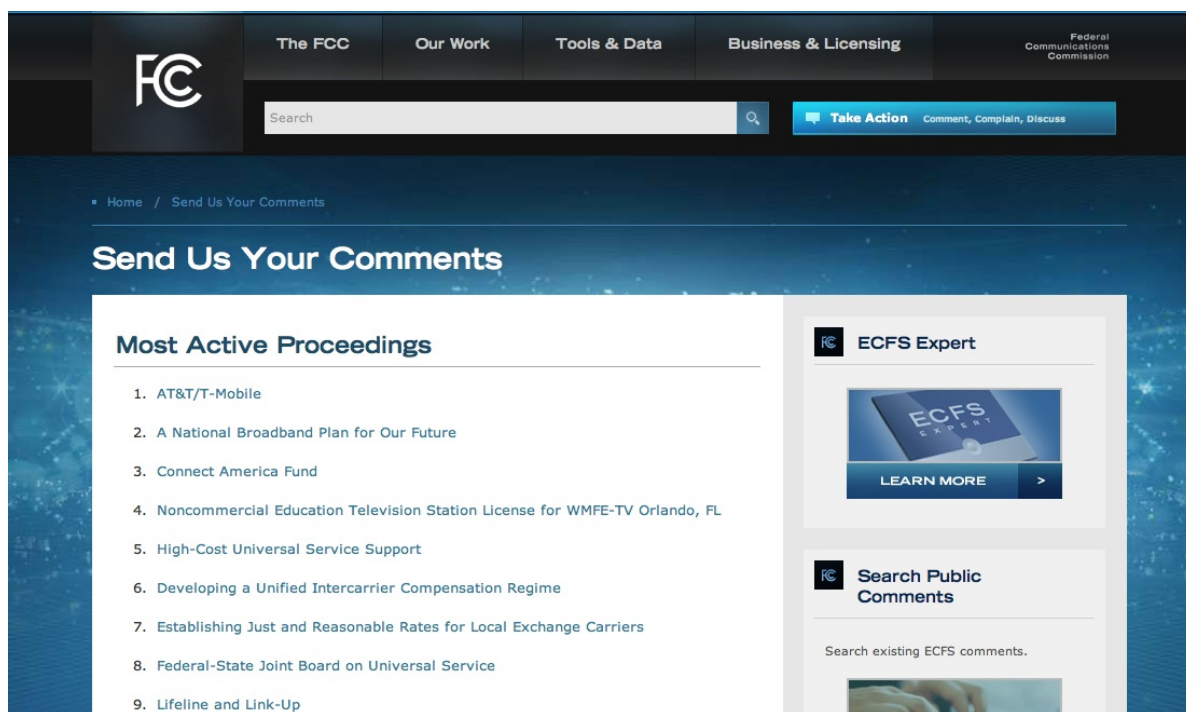 The FCC
Our Work
Tools & Data
Business & Licensing
Federal
Communications
Commission
FCC
Search
Take Action Comment, Complain, Discuss
Home / Send Us Your Comments
Send Us Your Comments
Most Active Proceedings
1. AT&T/T-Mobile
2. A National Broadband Plan for Our Future
3. Connect America Fund
4. Noncommercial Education Television Station License for WMFE-TV Orlando, FL
5. High-Cost Universal Service Support
6. Developing a Unified Intercarrier Compensation Regime
7. Establishing Just and Reasonable Rates for Local Exchange Carriers
8. Federal-State Joint Board on Universal Service
9. Lifeline and Link-Up
FCC
ECFS Expert
ECFS
EXPERT
LEARN MORE >
FCC
Search Public
Comments
Search existing ECFS comments.